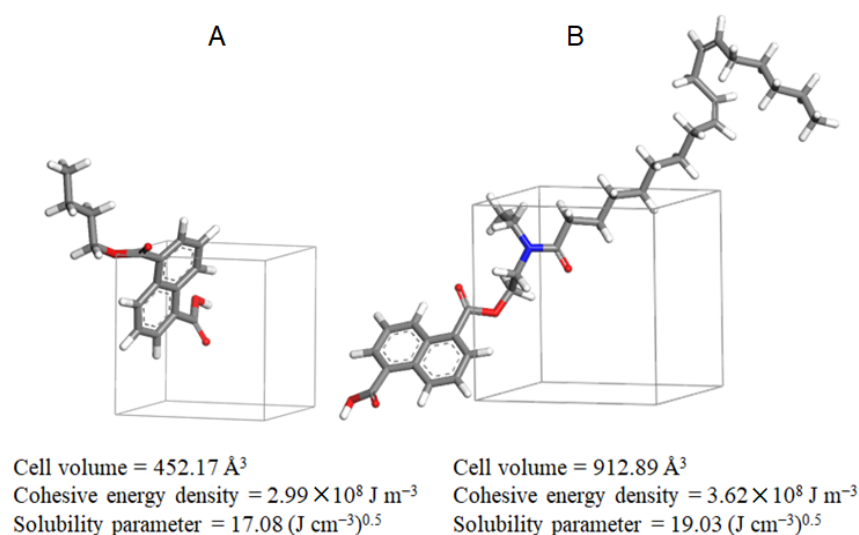 A
B
Cell volume = 452.17 Å³
Cohesive energy density = 2.99×10⁸ J m⁻³
Solubility parameter = 17.08 (J cm⁻³)⁰·⁵
Cell volume = 912.89 Å³
Cohesive energy density = 3.62×10⁸ J m⁻³
Solubility parameter = 19.03 (J cm⁻³)⁰·⁵